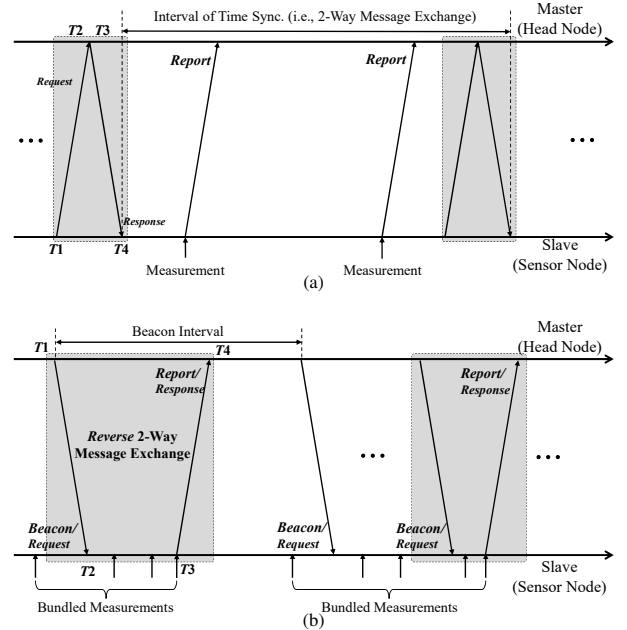 Interval of Time Sync. (i.e., 2-Way Message Exchange)
Master
(Head Node)
T2 T3
Report
Report
Request
...
...
Response
T1
T4
Slave
(Sensor Node)
Measurement
Measurement
(a)
Beacon Interval
Master
(Head Node)
T1
T4
Report/
Response
Report/
Response
Reverse 2-Way
Message Exchange
...
...
Beacon/
Request
Beacon/
Request
Beacon/
Request
T2
T3
Slave
(Sensor Node)
Bundled Measurements
Bundled Measurements
(b)